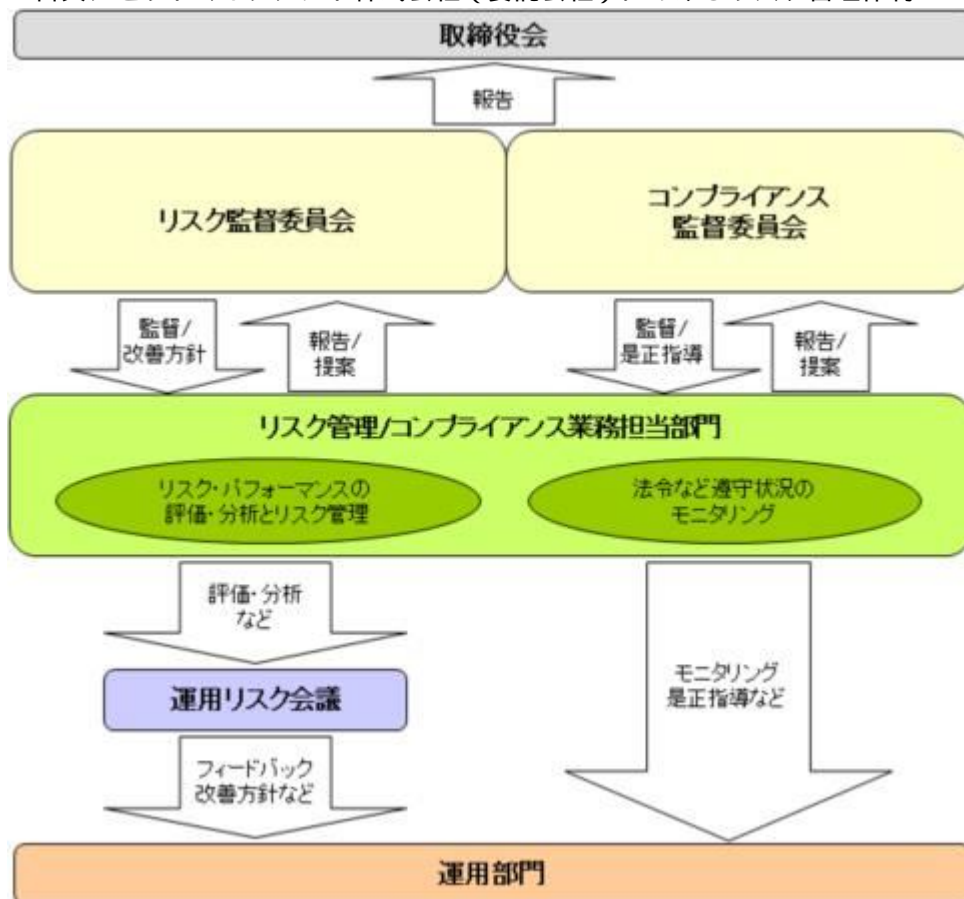 取締役会
報告
リスク監督委員会
コンプライアンス
監督委員会
監督/
改善方針
報告/
提案
監督/
是正指導
報告/
提案
リスク管理/コンプライアンス業務担当部門
リスク・パフォーマンスの
評価・分析とリスク管理
法令など遵守状況の
モニタリング
評価・分析
など
運用リスク会議
モニタリング
是正指導など
フィードバック
改善方針など
運用部門